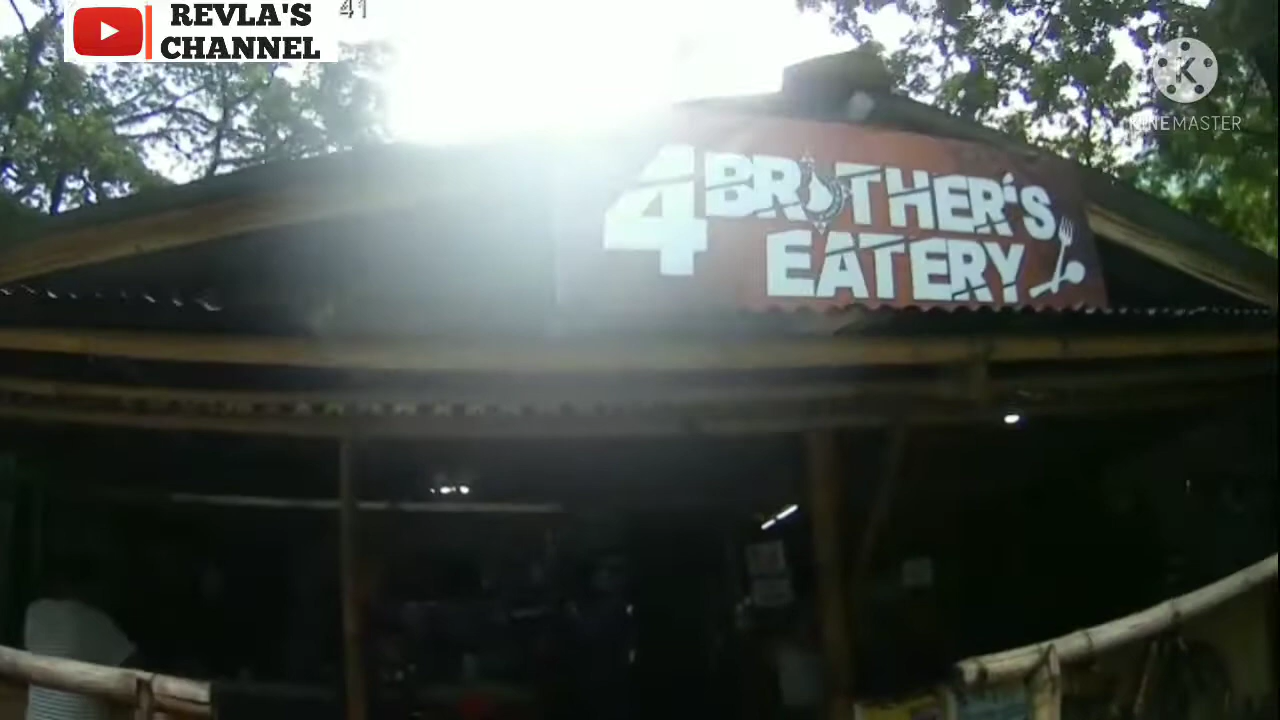 REVLA'S
CHANNEL
41
KINEMASTER
4 BROTHER'S
EATERY